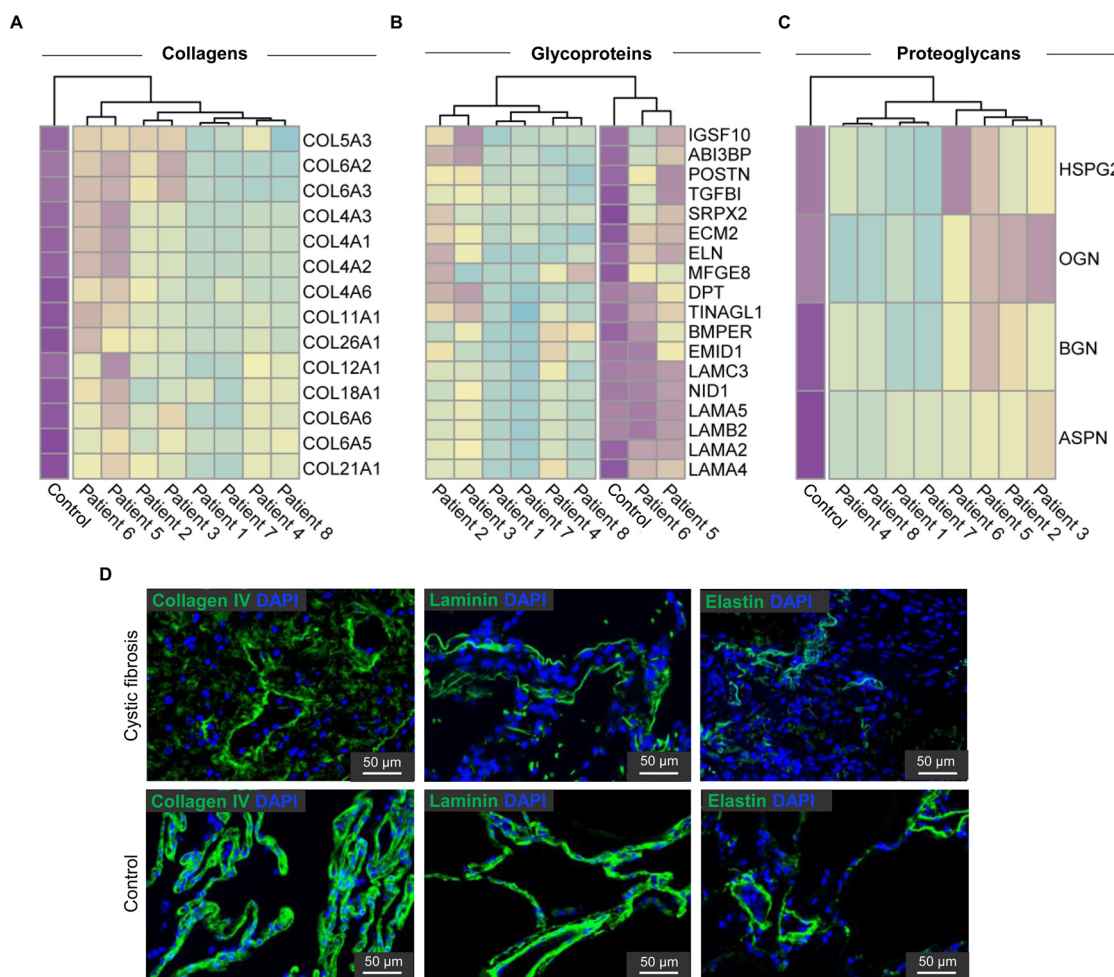 A
Collagens
COL5A3
COL6A2
COL6A3
COL4A3
COL4A1
COL4A2
COL4A6
COL11A1
COL26A1
COL12A1
COL18A1
COL6A6
COL6A5
COL21A1
Control
Patient 6
Patient 5
Patient 2
Patient 3
Patient 1
Patient 7
Patient 4
Patient 8
B
Glycoproteins
IGSF10
ABI3BP
POSTN
TGFBI
SRPX2
ECM2
ELN
MFGE8
DPT
TINAGL1
BMPER
EMID1
LAMC3
NID1
LAMA5
LAMB2
LAMA2
LAMA4
Patient 2
Patient 3
Patient 1
Patient 7
Patient 4
Patient 8
Control
Patient 6
Patient 5
C
Proteoglycans
HSPG2
OGN
BGN
ASPN
Control
Patient 4
Patient 8
Patient 1
Patient 7
Patient 6
Patient 5
Patient 2
Patient 3
D
Cystic fibrosis
Collagen IV DAPI
50 µm
Laminin DAPI
50 µm
Elastin DAPI
50 µm
Control
Collagen IV DAPI
50 µm
Laminin DAPI
50 µm
Elastin DAPI
50 µm